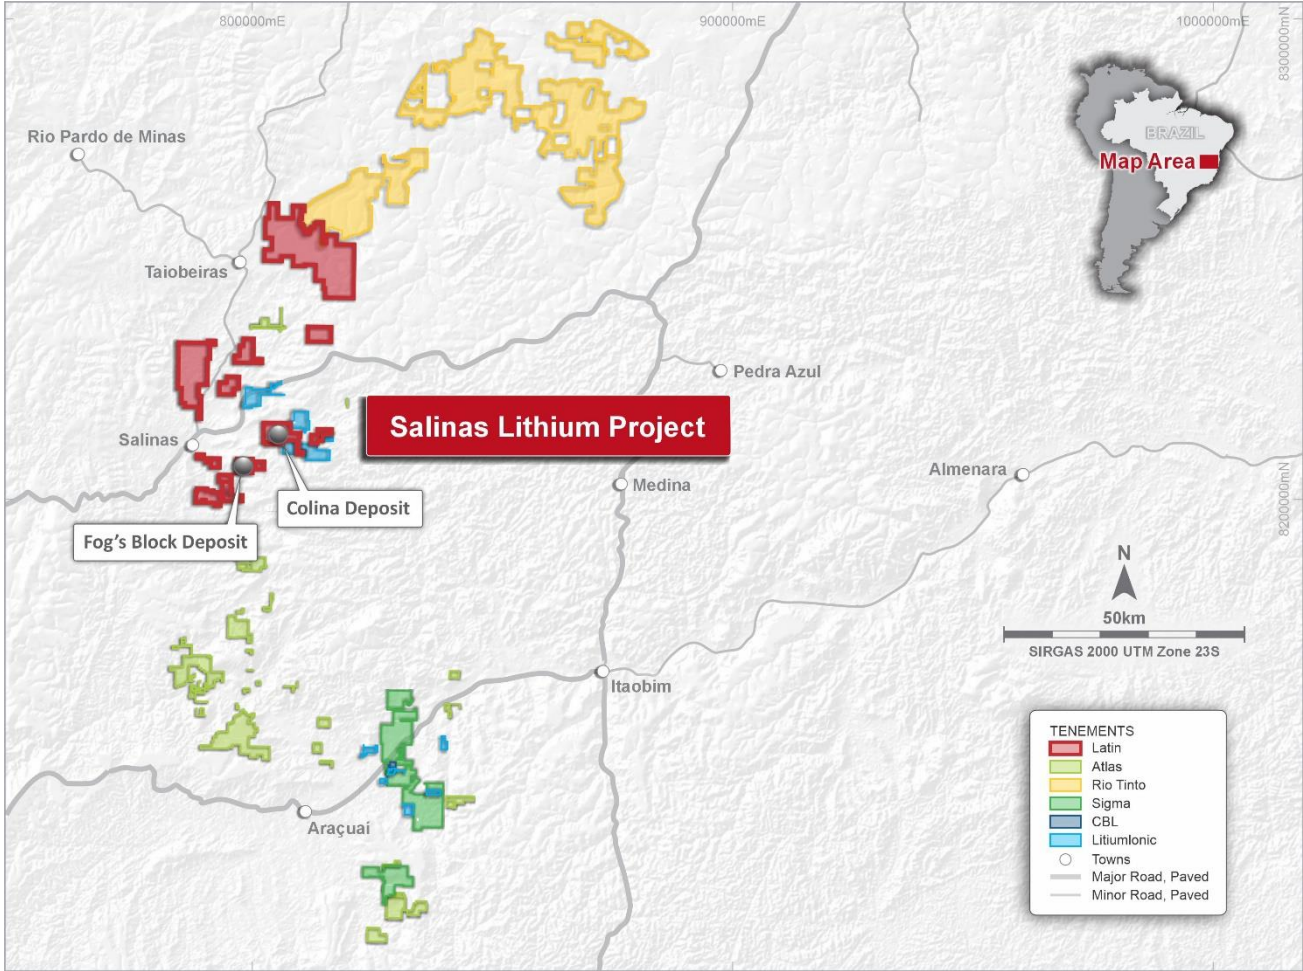 800000mE
900000mE
1000000mN
8300000mN
Rio Pardo de Minas
BRAZIL
Map Area
Taiobeiras
Pedra Azul
Salinas Lithium Project
Salinas
Almenara
Medina
Colina Deposit
8200000mN
Fog's Block Deposit
N
50km
SIRGAS 2000 UTM Zone 23S
Itaobim
TENEMENTS
Latin
Atlas
Rio Tinto
Sigma
CBL
LitiumIonic
Towns
Major Road, Paved
Minor Road, Paved
Araçuaí